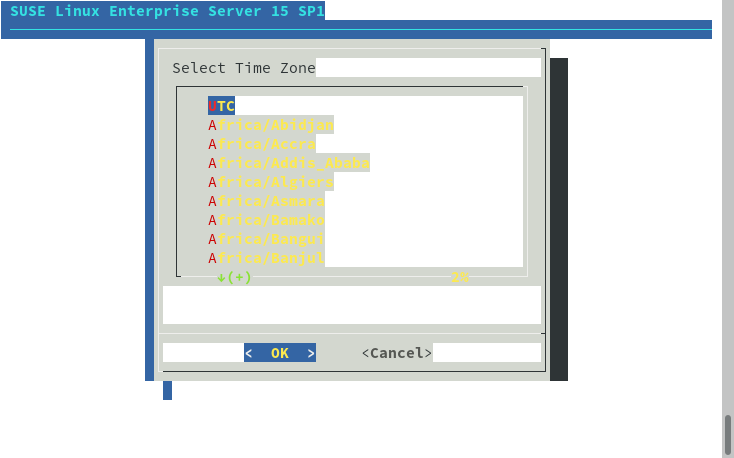 SUSE Linux Enterprise Server 15 SP1
Select Time Zone
UTC
Africa/Abidjan
Africa/Accra
Africa/Addis_Ababa
Africa/Algiers
Africa/Asmara
Africa/Bamako
Africa/Bangui
Africa/Banjul
↓(+) 2%
< OK > <Cancel>